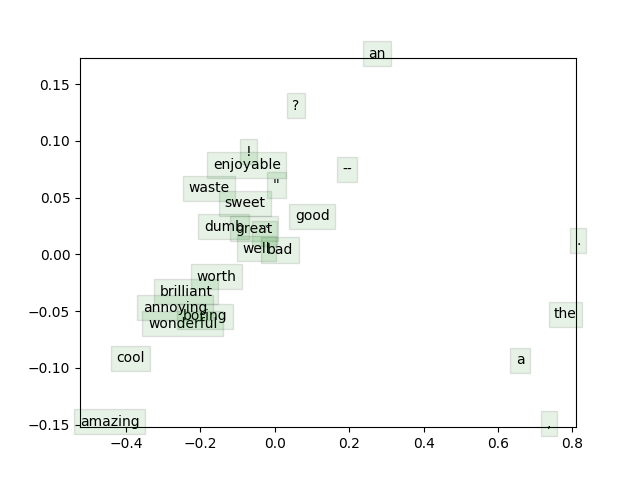 an
0.15
?
0.10
!
enjoyable
--
"
waste
0.05
sweet
good
dumb
great
.
well
bad
0.00
worth
brilliant
annoying
−0.05
boring
the
wonderful
cool
a
−0.10
amazing
−0.15
,
−0.4
−0.2
0.0
0.2
0.4
0.6
0.8